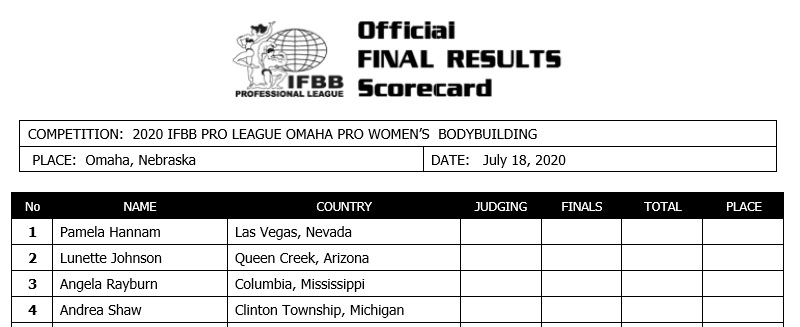 Official
FINAL RESULTS
Scorecard
IFBB
PROFESSIONAL LEAGUE
COMPETITION: 2020 IFBB PRO LEAGUE OMAHA PRO WOMEN’S BODYBUILDING
PLACE: Omaha, Nebraska DATE: July 18, 2020
No NAME COUNTRY JUDGING FINALS TOTAL PLACE
1 Pamela Hannam Las Vegas, Nevada
2 Lunette Johnson Queen Creek, Arizona
3 Angela Rayburn Columbia, Mississippi
4 Andrea Shaw Clinton Township, Michigan